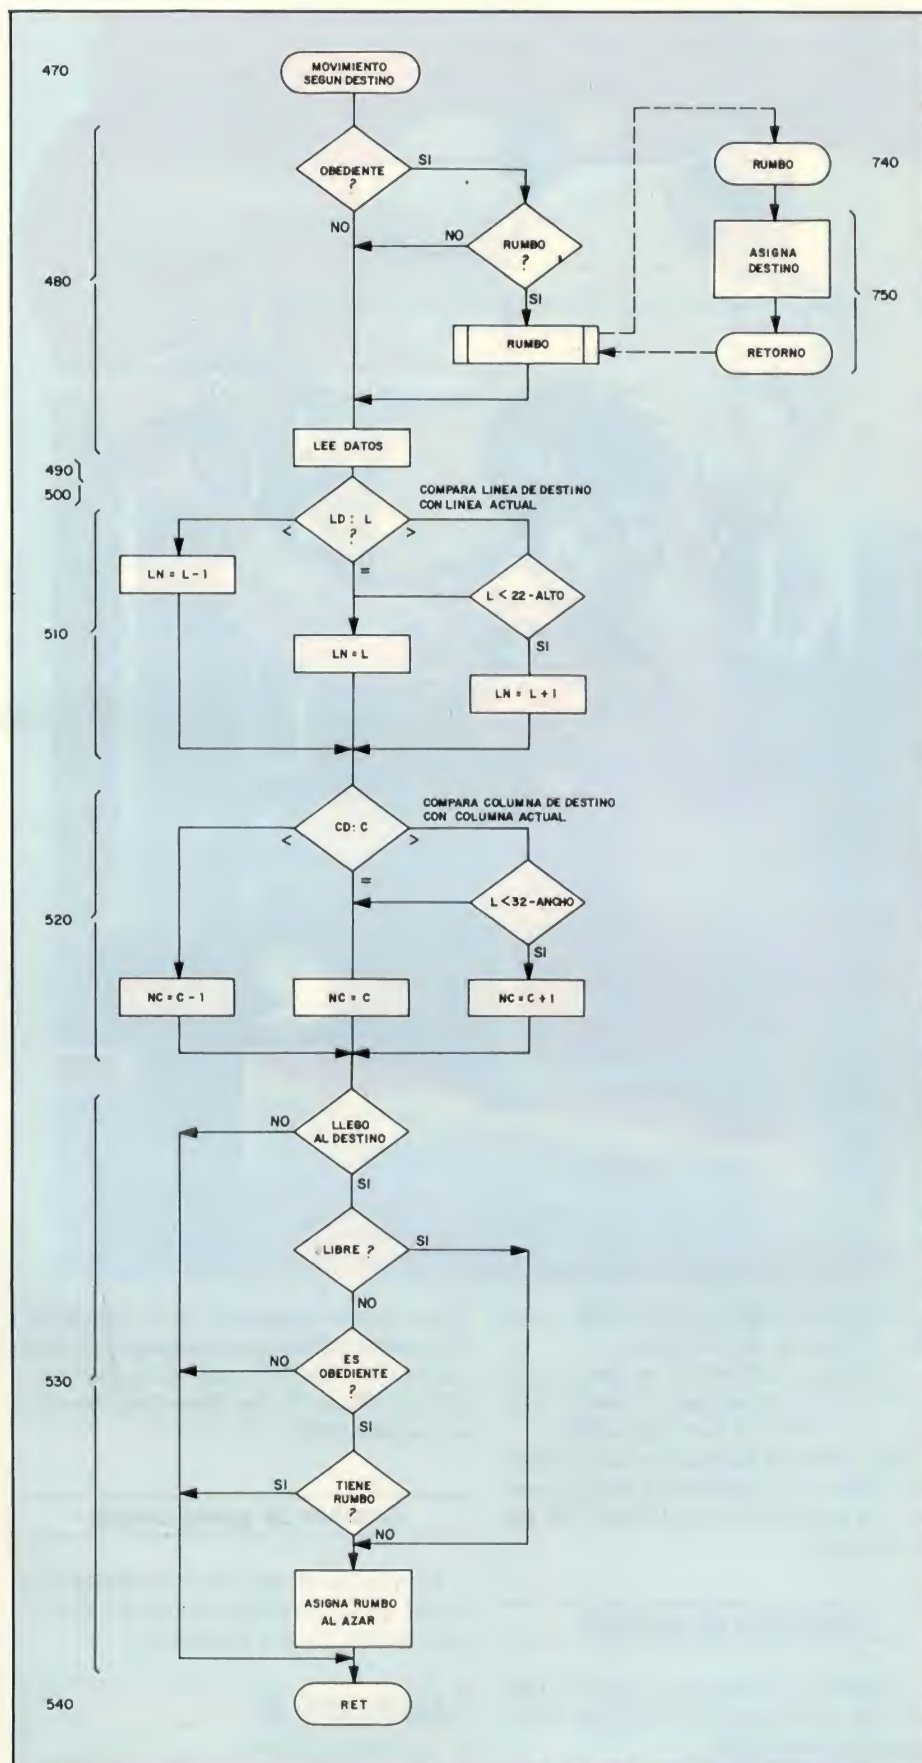 470
MOVIMIENTO
SEGUN DESTINO
OBEDIENTE
?
SI
NO
RUMBO
?
NO
SI
RUMBO
RUMBO
740
ASIGNA
DESTINO
750
RETORNO
480
LEE DATOS
490
500
COMPARA LINEA DE DESTINO
CON LINEA ACTUAL
LD: L
?
<
>
=
LN = L-1
L < 22-ALTO
SI
510
LN = L
LN = L+1
COMPARA COLUMNA DE DESTINO
CON COLUMNA ACTUAL
CD: C
<
>
=
L < 32-ANCHO
SI
520
NC = C - 1
NC = C
NC = C + 1
LLEGO
AL DESTINO
NO
SI
LIBRE ?
SI
NO
ES
OBEDIENTE
?
NO
530
SI
TIENE
RUMBO
?
SI
NO
ASIGNA RUMBO
AL AZAR
540
RET